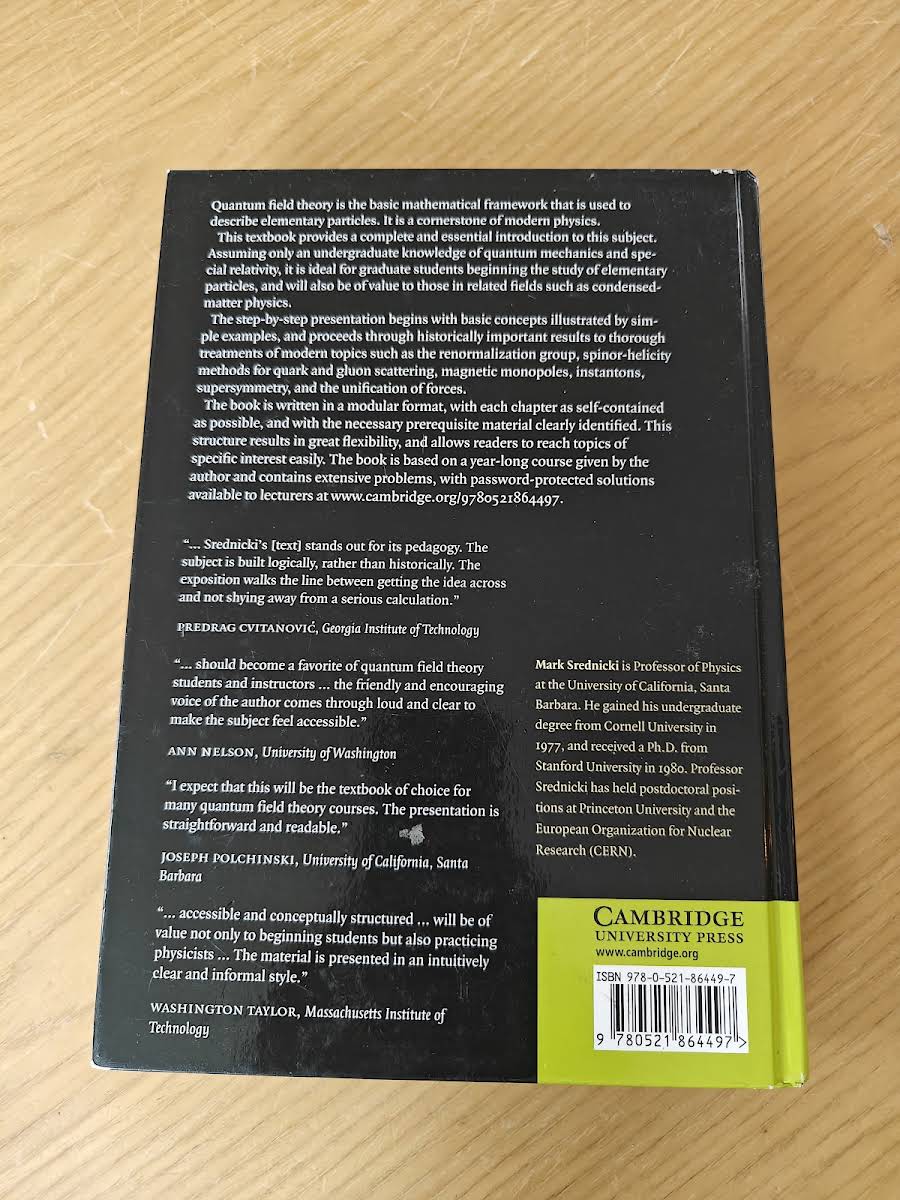 Quantum field theory is the basic mathematical framework that is used to
describe elementary particles. It is a cornerstone of modern physics.
This textbook provides a complete and essential introduction to this subject.
Assuming only an undergraduate knowledge of quantum mechanics and spe-
cial relativity, it is ideal for graduate students beginning the study of elementary
particles, and will also be of value to those in related fields such as condensed-
matter physics.
The step-by-step presentation begins with basic concepts illustrated by sim-
ple examples, and proceeds through historically important results to thorough
treatments of modern topics such as the renormalization group, spinor-helicity
methods for quark and gluon scattering, magnetic monopoles, instantons,
supersymmetry, and the unification of forces.
The book is written in a modular format, with each chapter as self-contained
as possible, and with the necessary prerequisite material clearly identified. This
structure results in great flexibility, and allows readers to reach topics of
specific interest easily. The book is based on a year-long course given by the
author and contains extensive problems, with password-protected solutions
available to lecturers at www.cambridge.org/9780521864497.
“... Srednicki’s [text] stands out for its pedagogy. The
subject is built logically, rather than historically. The
exposition walks the line between getting the idea across
and not shying away from a serious calculation.”
PREDRAG CVITANOVIĆ, Georgia Institute of Technology
“... should become a favorite of quantum field theory
students and instructors ... the friendly and encouraging
voice of the author comes through loud and clear to
make the subject feel accessible.”
ANN NELSON, University of Washington
“I expect that this will be the textbook of choice for
many quantum field theory courses. The presentation is
straightforward and readable.”
JOSEPH POLCHINSKI, University of California, Santa
Barbara
“... accessible and conceptually structured ... will be of
value not only to beginning students but also practicing
physicists ... The material is presented in an intuitively
clear and informal style.”
WASHINGTON TAYLOR, Massachusetts Institute of
Technology
Mark Srednicki is Professor of Physics
at the University of California, Santa
Barbara. He gained his undergraduate
degree from Cornell University in
1977, and received a Ph.D. from
Stanford University in 1980. Professor
Srednicki has held postdoctoral posi-
tions at Princeton University and the
European Organization for Nuclear
Research (CERN).
CAMBRIDGE
UNIVERSITY PRESS
www.cambridge.org
ISBN 978-0-521-86449-7
9 780521 864497 >